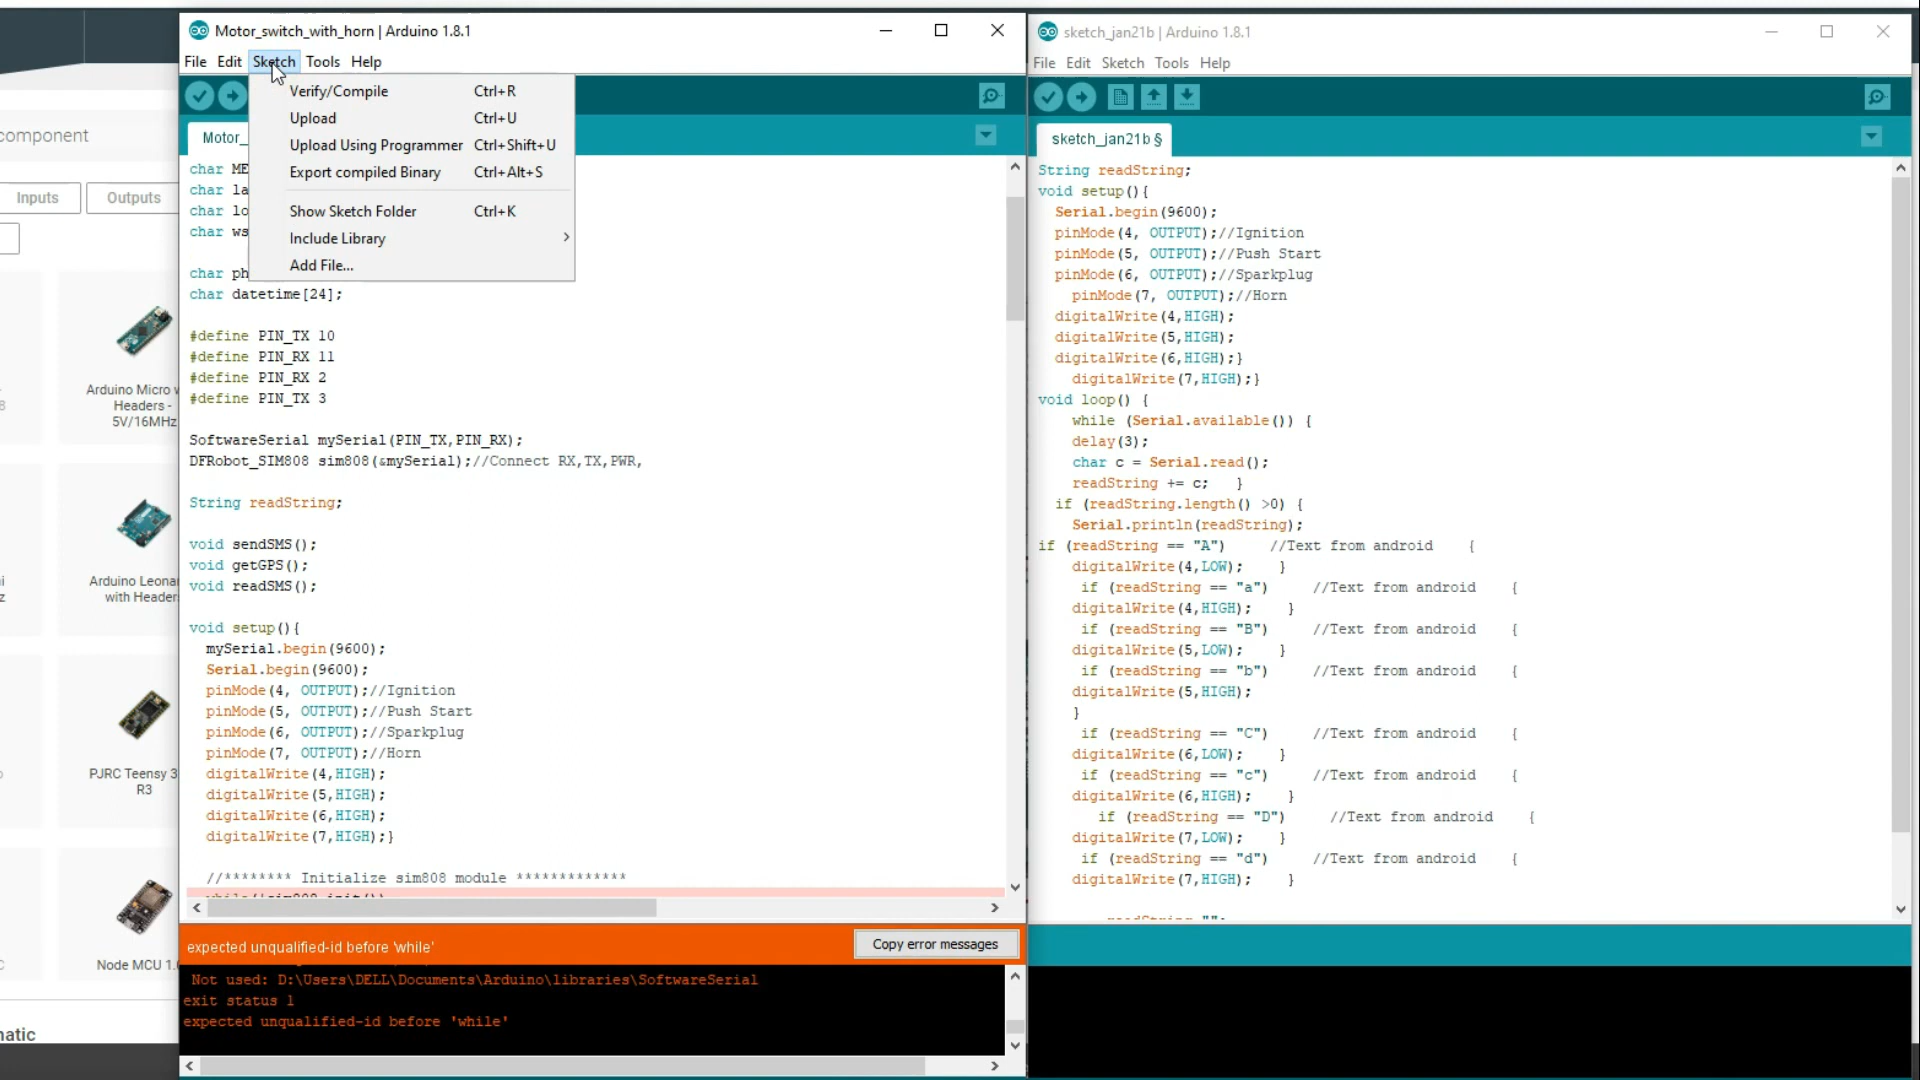 Motor_switch_with_horn | Arduino 1.8.1
File Edit Sketch Tools Help
Verify/Compile Ctrl+R
Upload Ctrl+U
Upload Using Programmer Ctrl+Shift+U
Export compiled Binary Ctrl+Alt+S
Show Sketch Folder Ctrl+K
Include Library
Add File...
Motor_
char ME
char la
char lo
char ws
char ph
char datetime[24];
#define PIN_TX 10
#define PIN_RX 11
#define PIN_RX 2
#define PIN_TX 3
SoftwareSerial mySerial(PIN_TX,PIN_RX);
DFRobot_SIM808 sim808(&mySerial);//Connect RX,TX,PWR,
String readString;
void sendSMS();
void getGPS();
void readSMS();
void setup(){
mySerial.begin(9600);
Serial.begin(9600);
pinMode(4, OUTPUT);//Ignition
pinMode(5, OUTPUT);//Push Start
pinMode(6, OUTPUT);//Sparkplug
pinMode(7, OUTPUT);//Horn
digitalWrite(4,HIGH);
digitalWrite(5,HIGH);
digitalWrite(6,HIGH);
digitalWrite(7,HIGH);}
//******** Initialize sim808 module *************
expected unqualified-id before 'while'
Copy error messages
Not used: D:\Users\DELL\Documents\Arduino\libraries\SoftwareSerial
exit status 1
expected unqualified-id before 'while'
sketch_jan21b | Arduino 1.8.1
File Edit Sketch Tools Help
sketch_jan21b §
String readString;
void setup(){
Serial.begin(9600);
pinMode(4, OUTPUT);//Ignition
pinMode(5, OUTPUT);//Push Start
pinMode(6, OUTPUT);//Sparkplug
pinMode(7, OUTPUT);//Horn
digitalWrite(4,HIGH);
digitalWrite(5,HIGH);
digitalWrite(6,HIGH);}
digitalWrite(7,HIGH);}
void loop() {
while (Serial.available()) {
delay(3);
char c = Serial.read();
readString += c; }
if (readString.length() >0) {
Serial.println(readString);
if (readString == "A") //Text from android {
digitalWrite(4,LOW); }
if (readString == "a") //Text from android {
digitalWrite(4,HIGH); }
if (readString == "B") //Text from android {
digitalWrite(5,LOW); }
if (readString == "b") //Text from android {
digitalWrite(5,HIGH);
}
if (readString == "C") //Text from android {
digitalWrite(6,LOW); }
if (readString == "c") //Text from android {
digitalWrite(6,HIGH); }
if (readString == "D") //Text from android {
digitalWrite(7,LOW); }
if (readString == "d") //Text from android {
digitalWrite(7,HIGH); }
component
Inputs Outputs
Arduino Micro w
Headers -
5V/16MHz
Arduino Leona
with Header
PJRC Teensy 3
R3
Node MCU 1.
matic